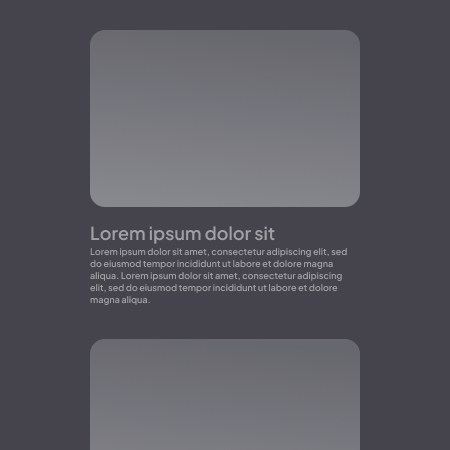 Lorem ipsum dolor sit
Lorem ipsum dolor sit amet, consectetur adipiscing elit, sed
do eiusmod tempor incididunt ut labore et dolore magna
aliqua. Lorem ipsum dolor sit amet, consectetur adipiscing
elit, sed do eiusmod tempor incididunt ut labore et dolore
magna aliqua.